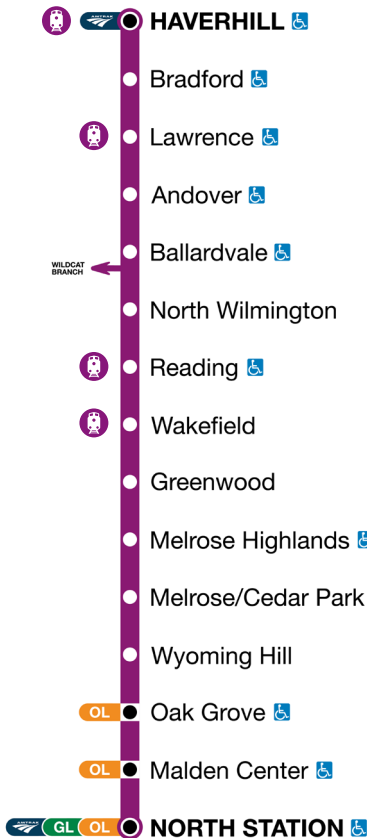 AMTRAK HAVERHILL
Bradford
Lawrence
Andover
Ballardvale
WILDCAT
BRANCH
North Wilmington
Reading
Wakefield
Greenwood
Melrose Highlands
Melrose/Cedar Park
Wyoming Hill
OL Oak Grove
OL Malden Center
AMTRAK GL OL NORTH STATION